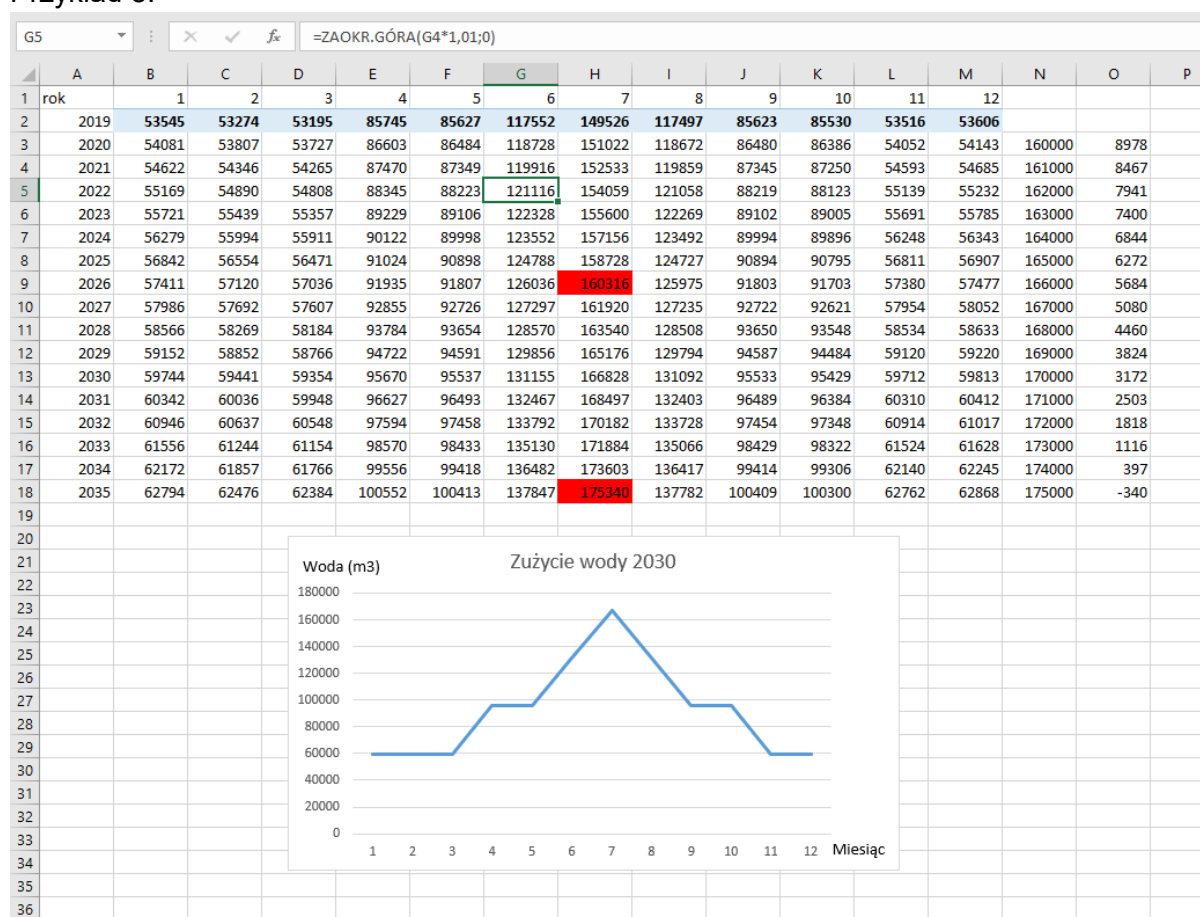 G5 fx =ZAOKR.GÓRA(G4*1,01;0)
A B C D E F G H I J K L M N O P
1 rok 1 2 3 4 5 6 7 8 9 10 11 12
2 2019 53545 53274 53195 85745 85627 117552 149526 117497 85623 85530 53516 53606
3 2020 54081 53807 53727 86603 86484 118728 151022 118672 86480 86386 54052 54143 160000 8978
4 2021 54622 54346 54265 87470 87349 119916 152533 119859 87345 87250 54593 54685 161000 8467
5 2022 55169 54890 54808 88345 88223 121116 154059 121058 88219 88123 55139 55232 162000 7941
6 2023 55721 55439 55357 89229 89106 122328 155600 122269 89102 89005 55691 55785 163000 7400
7 2024 56279 55994 55911 90122 89998 123552 157156 123492 89994 89896 56248 56343 164000 6844
8 2025 56842 56554 56471 91024 90898 124788 158728 124727 90894 90795 56811 56907 165000 6272
9 2026 57411 57120 57036 91935 91807 126036 160316 125975 91803 91703 57380 57477 166000 5684
10 2027 57986 57692 57607 92855 92726 127297 161920 127235 92722 92621 57954 58052 167000 5080
11 2028 58566 58269 58184 93784 93654 128570 163540 128508 93650 93548 58534 58633 168000 4460
12 2029 59152 58852 58766 94722 94591 129856 165176 129794 94587 94484 59120 59220 169000 3824
13 2030 59744 59441 59354 95670 95537 131155 166828 131092 95533 95429 59712 59813 170000 3172
14 2031 60342 60036 59948 96627 96493 132467 168497 132403 96489 96384 60310 60412 171000 2503
15 2032 60946 60637 60548 97594 97458 133792 170182 133728 97454 97348 60914 61017 172000 1818
16 2033 61556 61244 61154 98570 98433 135130 171884 135066 98429 98322 61524 61628 173000 1116
17 2034 62172 61857 61766 99556 99418 136482 173603 136417 99414 99306 62140 62245 174000 397
18 2035 62794 62476 62384 100552 100413 137847 175340 137782 100409 100300 62762 62868 175000 -340
19
20
21
22
23
24
25
26
27
28
29
30
31
32
33
34
35
36
Woda (m3) Zużycie wody 2030
180000
160000
140000
120000
100000
80000
60000
40000
20000
0
1 2 3 4 5 6 7 8 9 10 11 12 Miesiąc